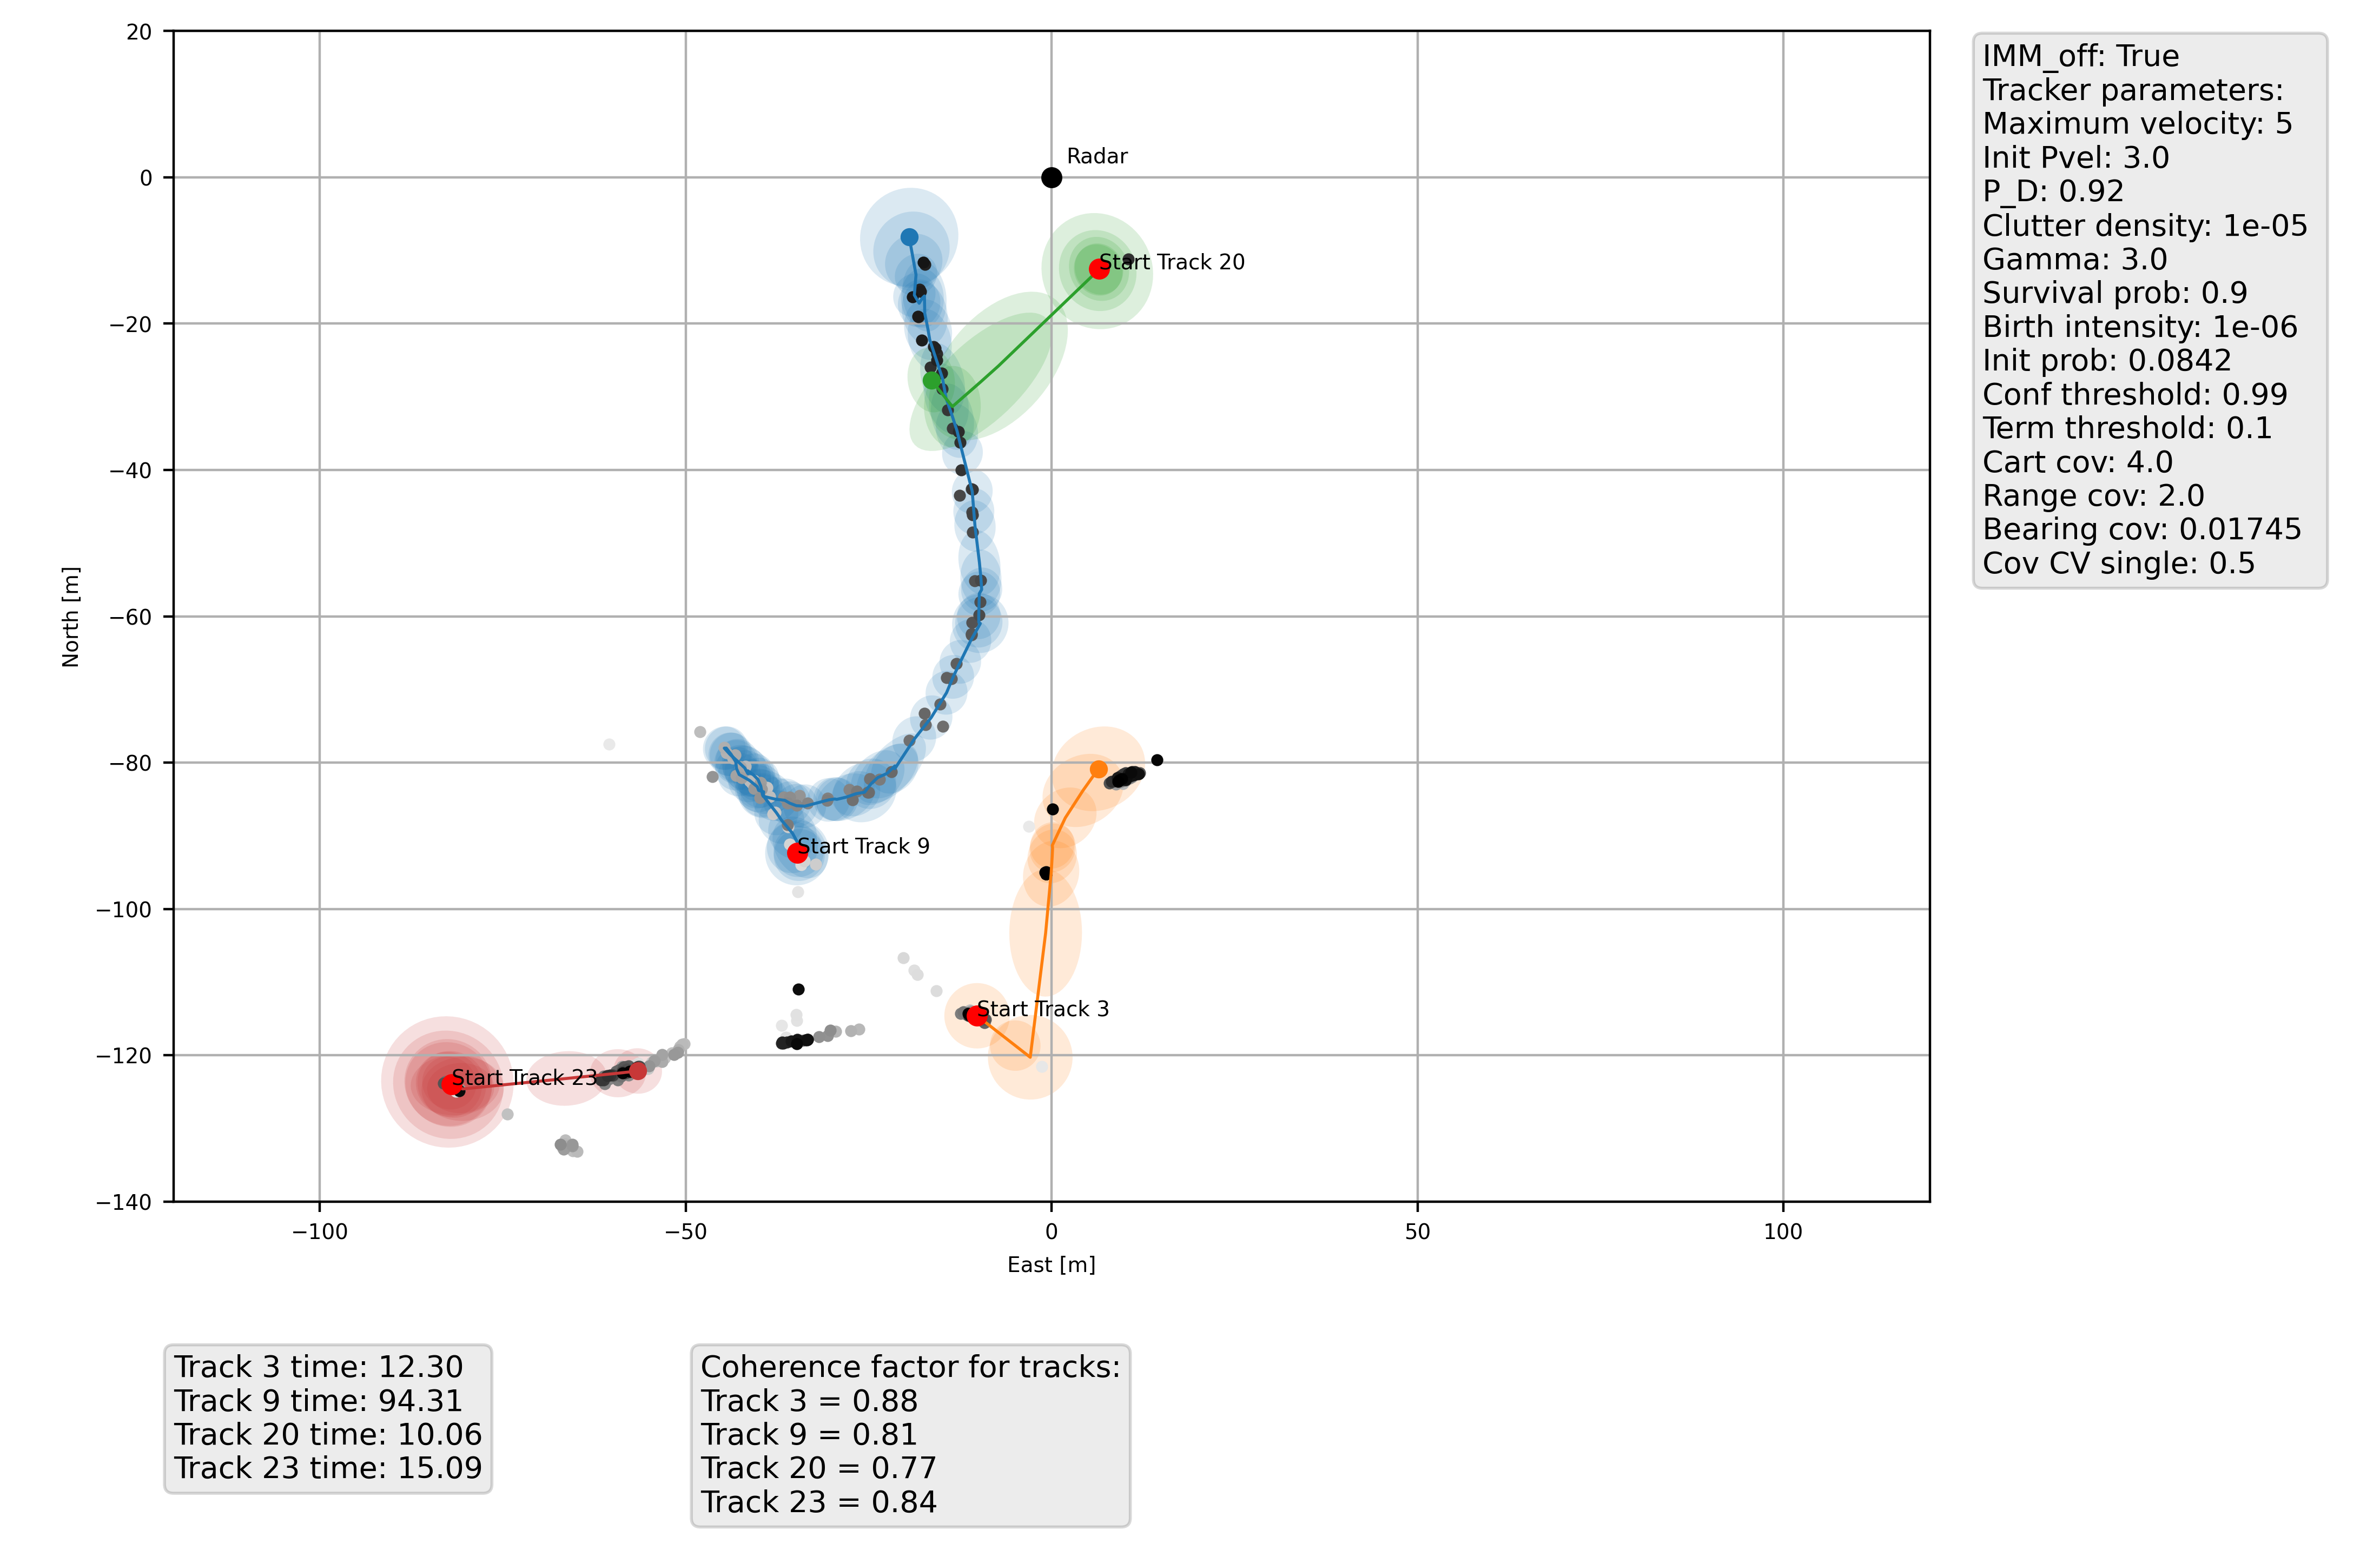 20
0
−20
−40
−60
−80
−100
−120
−140
North [m]
−100
−50
0
50
100
East [m]
Radar
Start Track 20
Start Track 9
Start Track 3
Start Track 23
IMM_off: True
Tracker parameters:
Maximum velocity: 5
Init Pvel: 3.0
P_D: 0.92
Clutter density: 1e-05
Gamma: 3.0
Survival prob: 0.9
Birth intensity: 1e-06
Init prob: 0.0842
Conf threshold: 0.99
Term threshold: 0.1
Cart cov: 4.0
Range cov: 2.0
Bearing cov: 0.01745
Cov CV single: 0.5
Track 3 time: 12.30
Track 9 time: 94.31
Track 20 time: 10.06
Track 23 time: 15.09
Coherence factor for tracks:
Track 3 = 0.88
Track 9 = 0.81
Track 20 = 0.77
Track 23 = 0.84